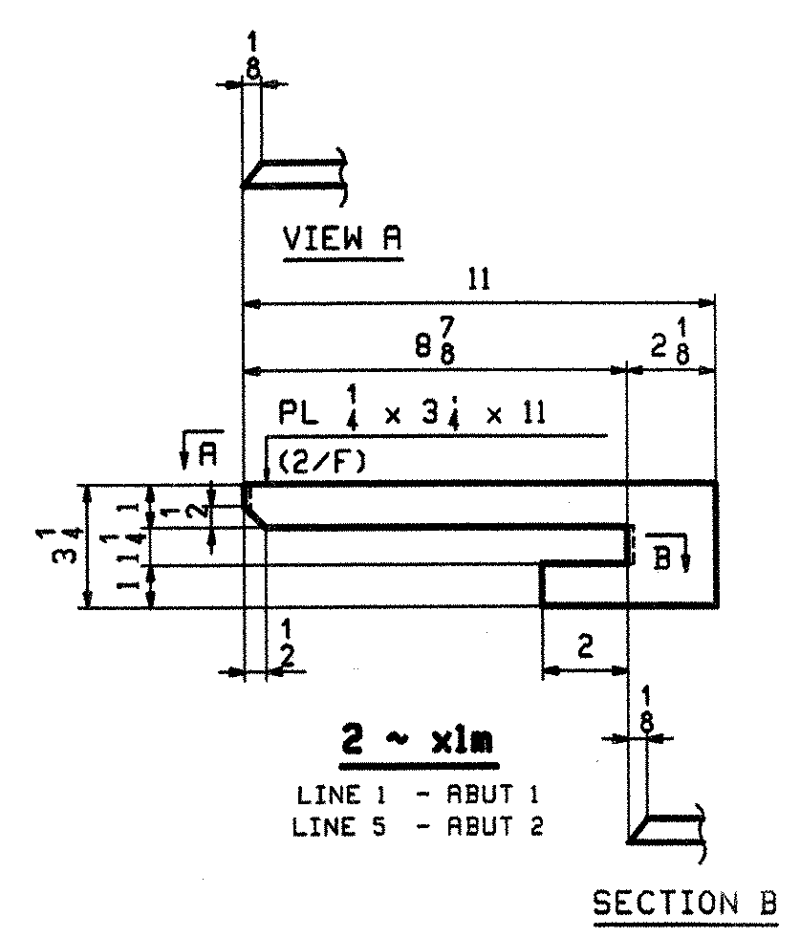 1/8
VIEW A
11
8 7/8 2 1/8
PL 1/4 x 3 1/4 x 11
(2/F)
A
3 1/4
1
1/2
1 1/4
1
B
1/2
2
1/8
2 ~ x1m
LINE 1 - ABUT 1
LINE 5 - ABUT 2
SECTION B